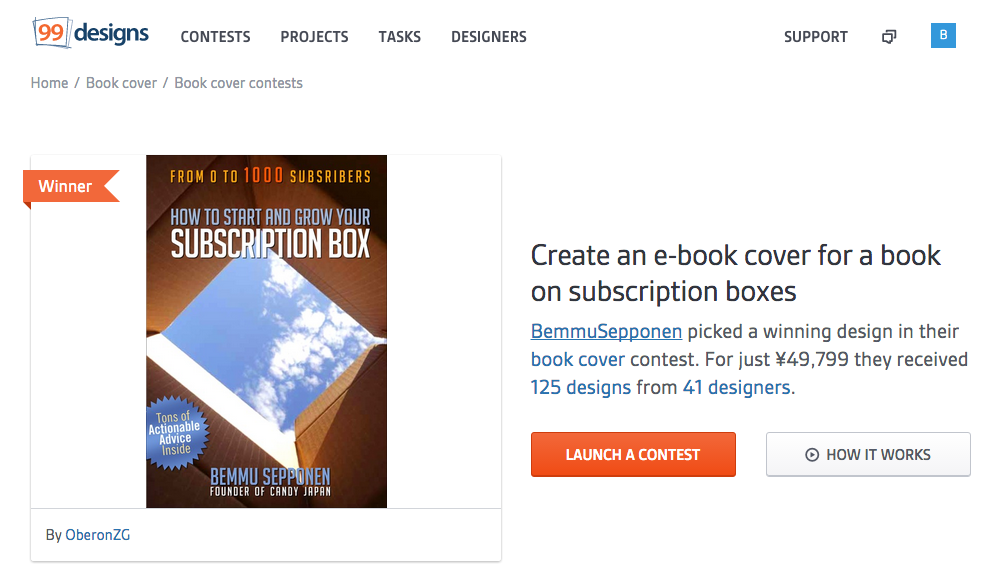 99designs CONTESTS PROJECTS TASKS DESIGNERS SUPPORT B
Home / Book cover / Book cover contests
Winner
FROM 0 TO 1000 SUBSRIBERS
HOW TO START AND GROW YOUR
SUBSCRIPTION BOX
Tons of
Actionable
Advice
Inside
BEMMU SEPPONEN
FOUNDER OF CANDY JAPAN
By OberonZG
Create an e-book cover for a book
on subscription boxes
BemmuSepponen picked a winning design in their
book cover contest. For just ¥49,799 they received
125 designs from 41 designers.
LAUNCH A CONTEST HOW IT WORKS